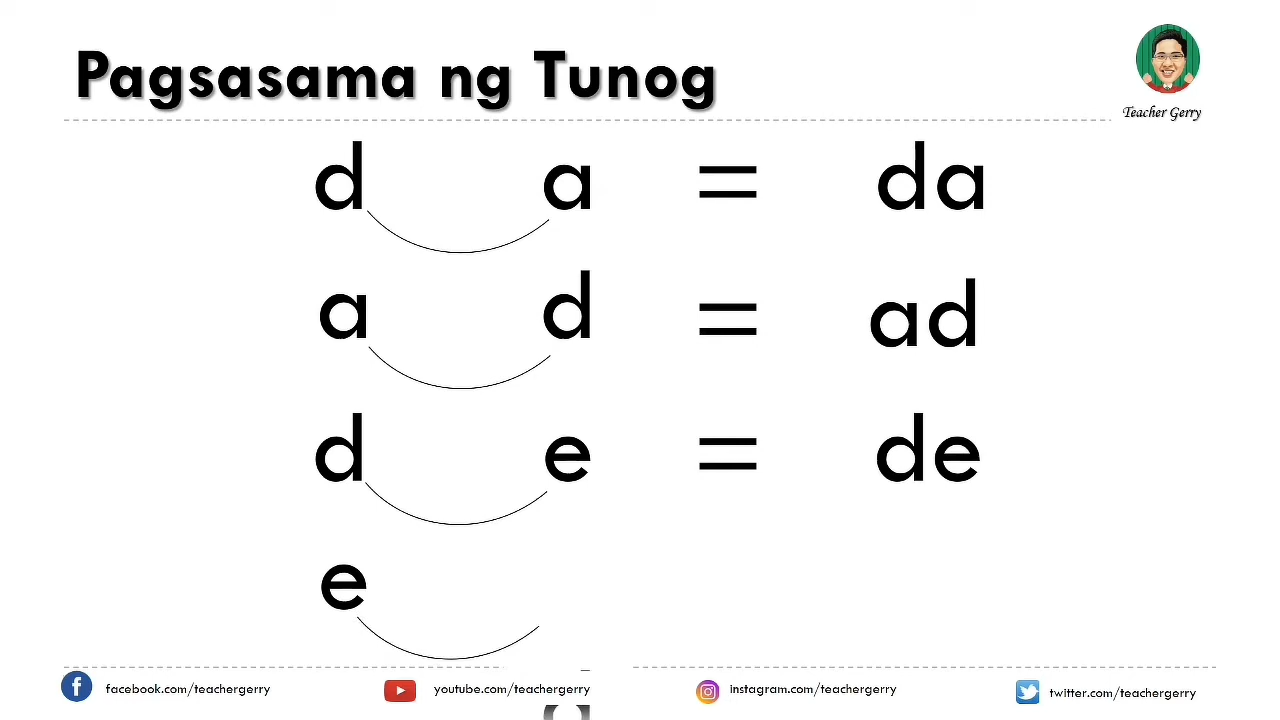 Pagsasama ng Tunog
Teacher Gerry
d a = da
a d = ad
d e = de
e
facebook.com/teachergerry
youtube.com/teachergerry
instagram.com/teachergerry
twitter.com/teachergerry